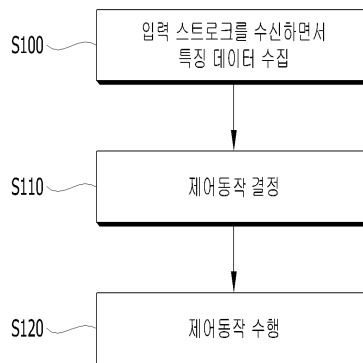 S100
입력 스트로크를 수신하면서
특징 데이터 수집
S110
제어동작 결정
S120
제어동작 수행